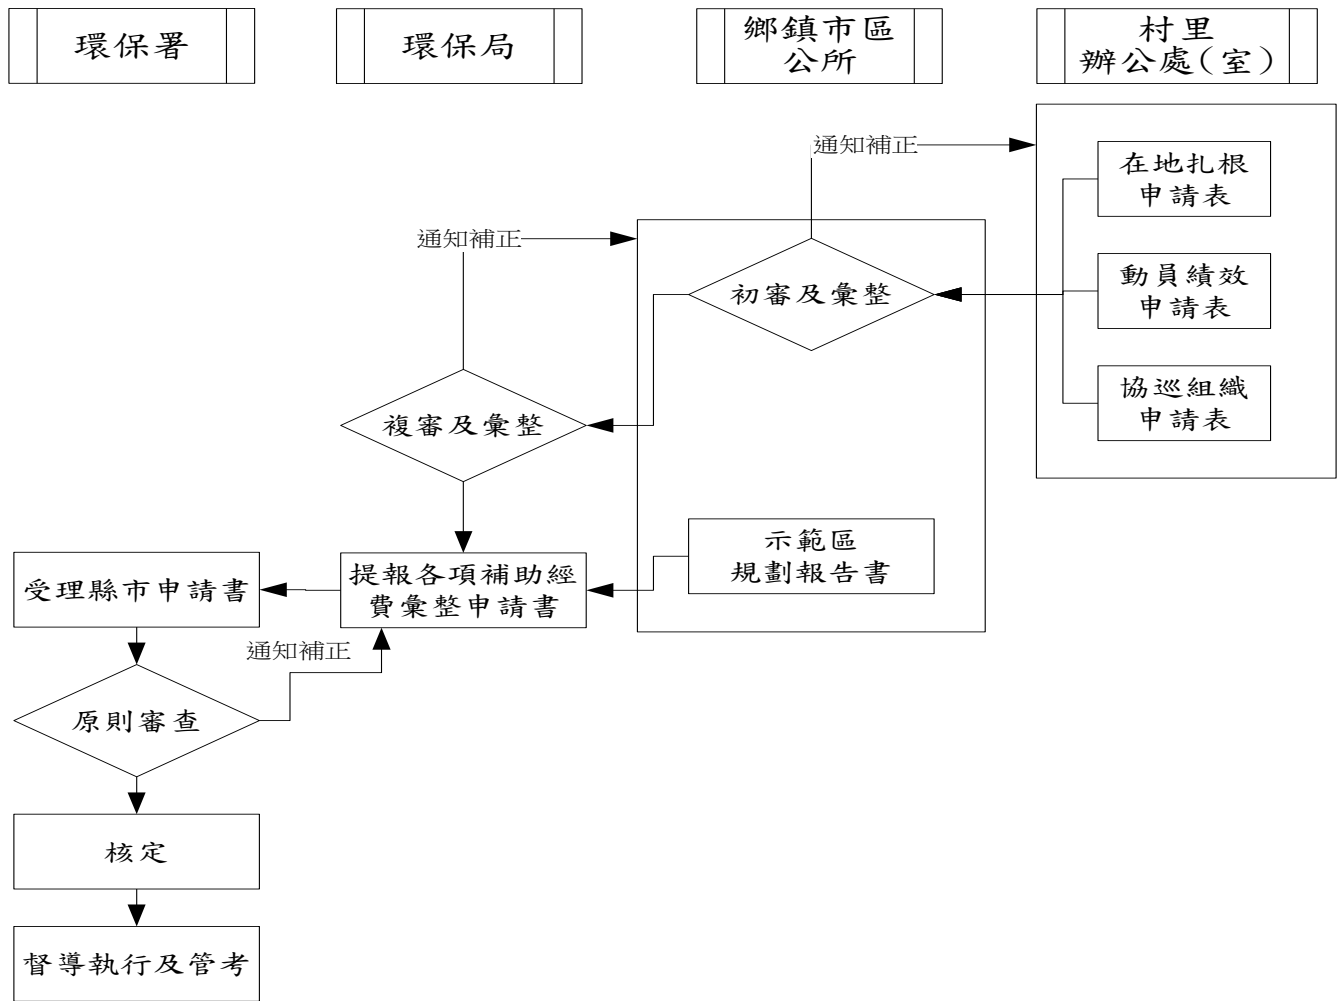 環保署
環保局
鄉鎮市區
公所
村里
辦公處(室)
通知補正
在地扎根
申請表
通知補正
初審及彙整
動員績效
申請表
複審及彙整
協巡組織
申請表
示範區
規劃報告書
受理縣市申請書
提報各項補助經
費彙整申請書
通知補正
原則審查
核定
督導執行及管考